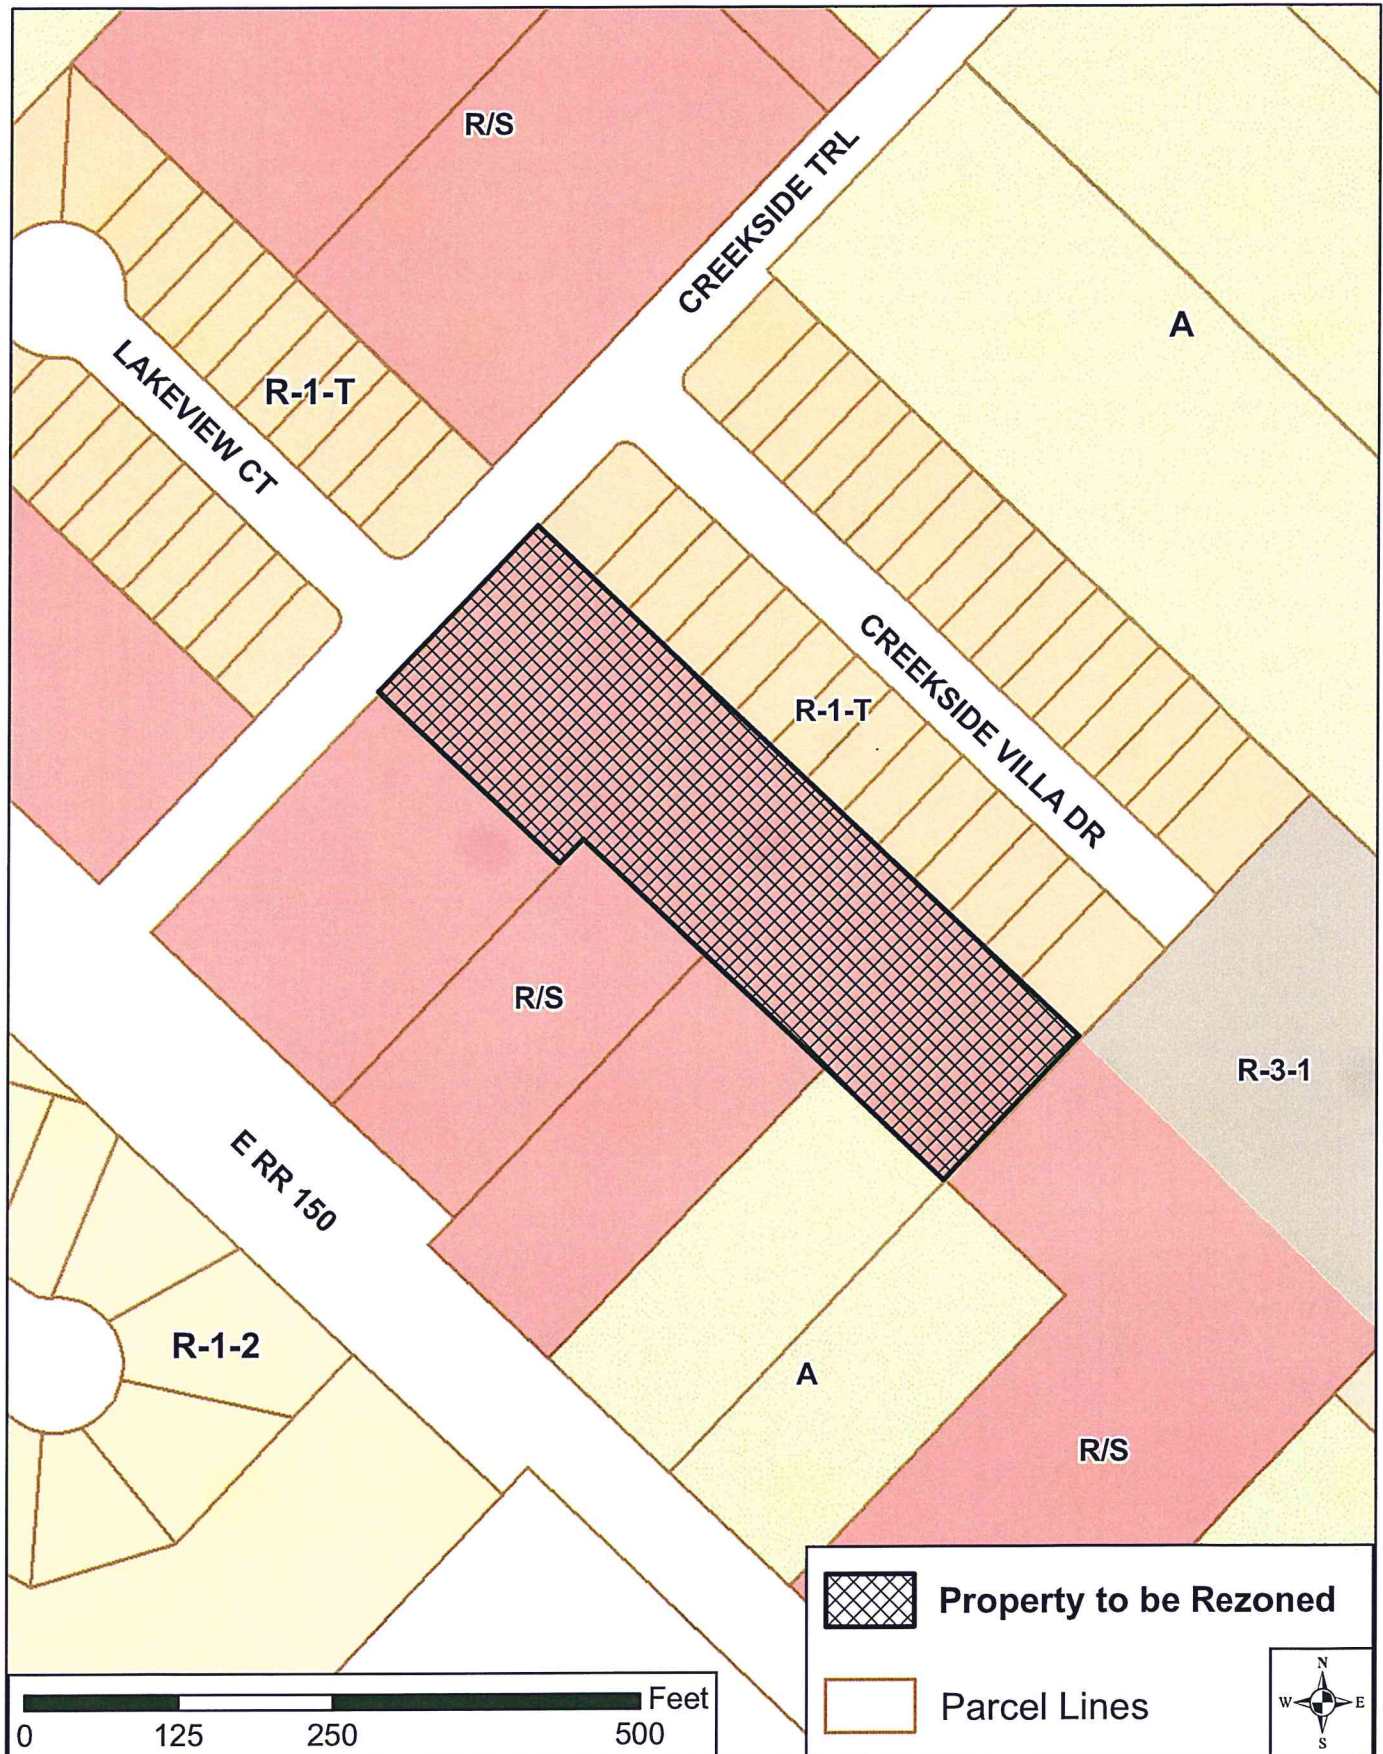 R/S
CREEKSIDE TRL
A
R-1-T
LAKEVIEW CT
CREEKSIDE VILLA DR
R-1-T
R/S
R-3-1
E RR 150
R-1-2
A
R/S
Property to be Rezoned
Parcel Lines
N
W E
S
Feet
0 125 250 500